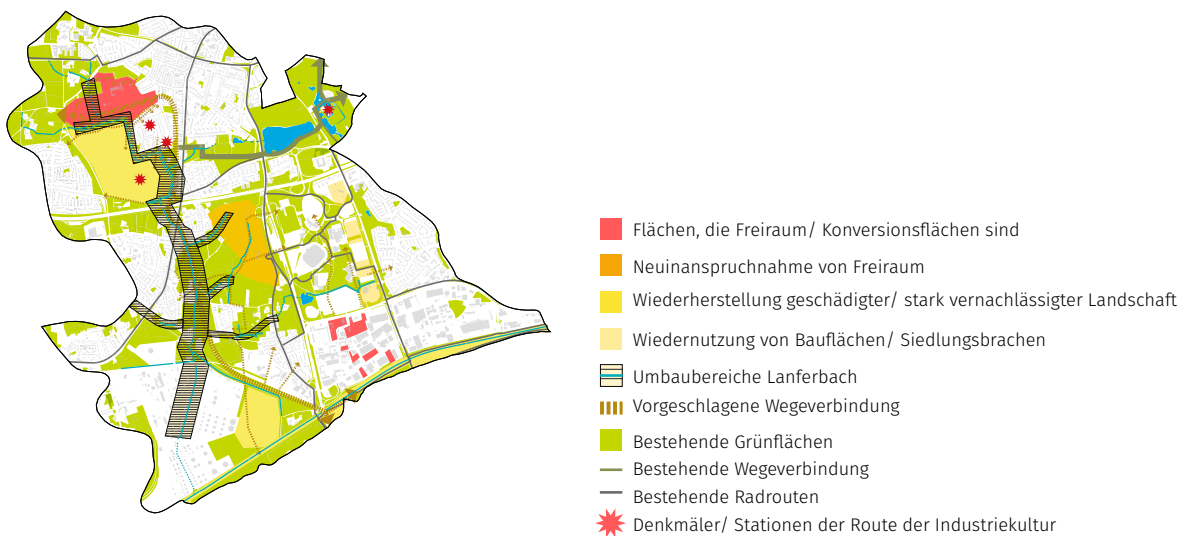 Flächen, die Freiraum/ Konversionsflächen sind
Neuinanspruchnahme von Freiraum
Wiederherstellung geschädigter/ stark vernachlässigter Landschaft
Wiedernutzung von Bauflächen/ Siedlungsbrachen
Umbaubereiche Lanferbach
Vorgeschlagene Wegeverbindung
Bestehende Grünflächen
Bestehende Wegeverbindung
Bestehende Radrouten
Denkmäler/ Stationen der Route der Industriekultur